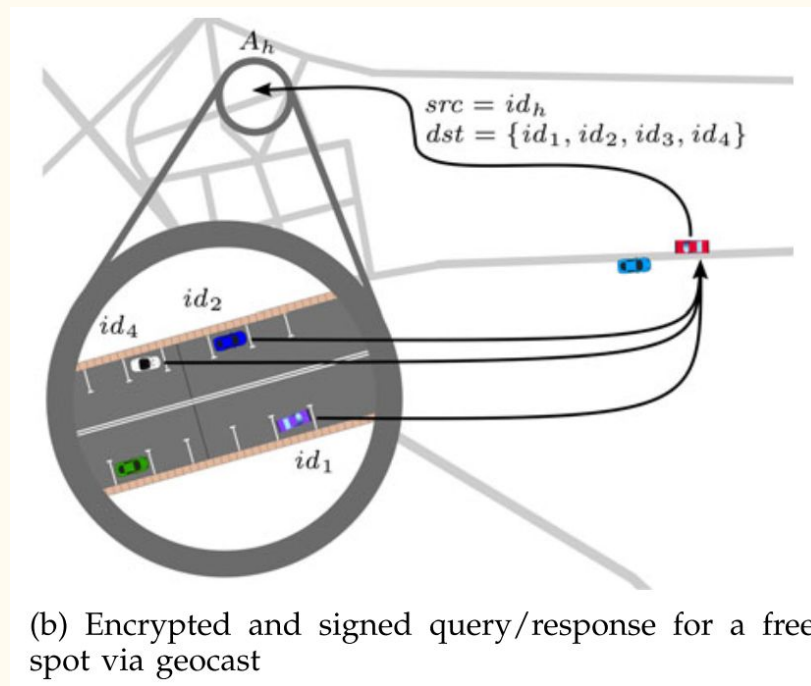 A_h
src = id_h
dst = {id_1, id_2, id_3, id_4}
id_2
id_4
id_1
(b) Encrypted and signed query/response for a free
spot via geocast